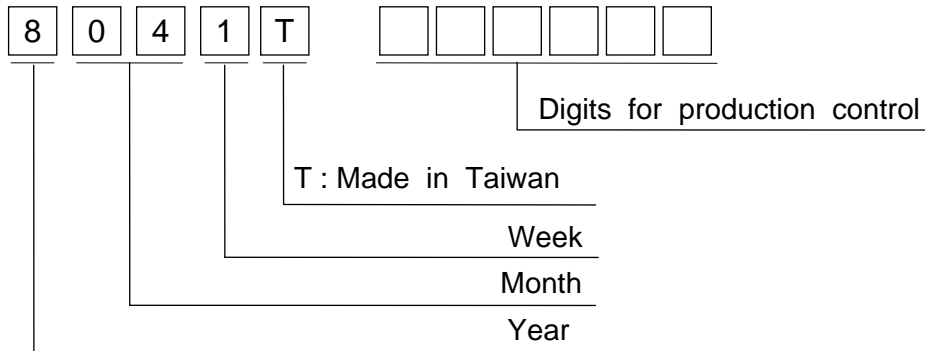 8 0 4 1 T
Digits for production control
T : Made in Taiwan
Week
Month
Year